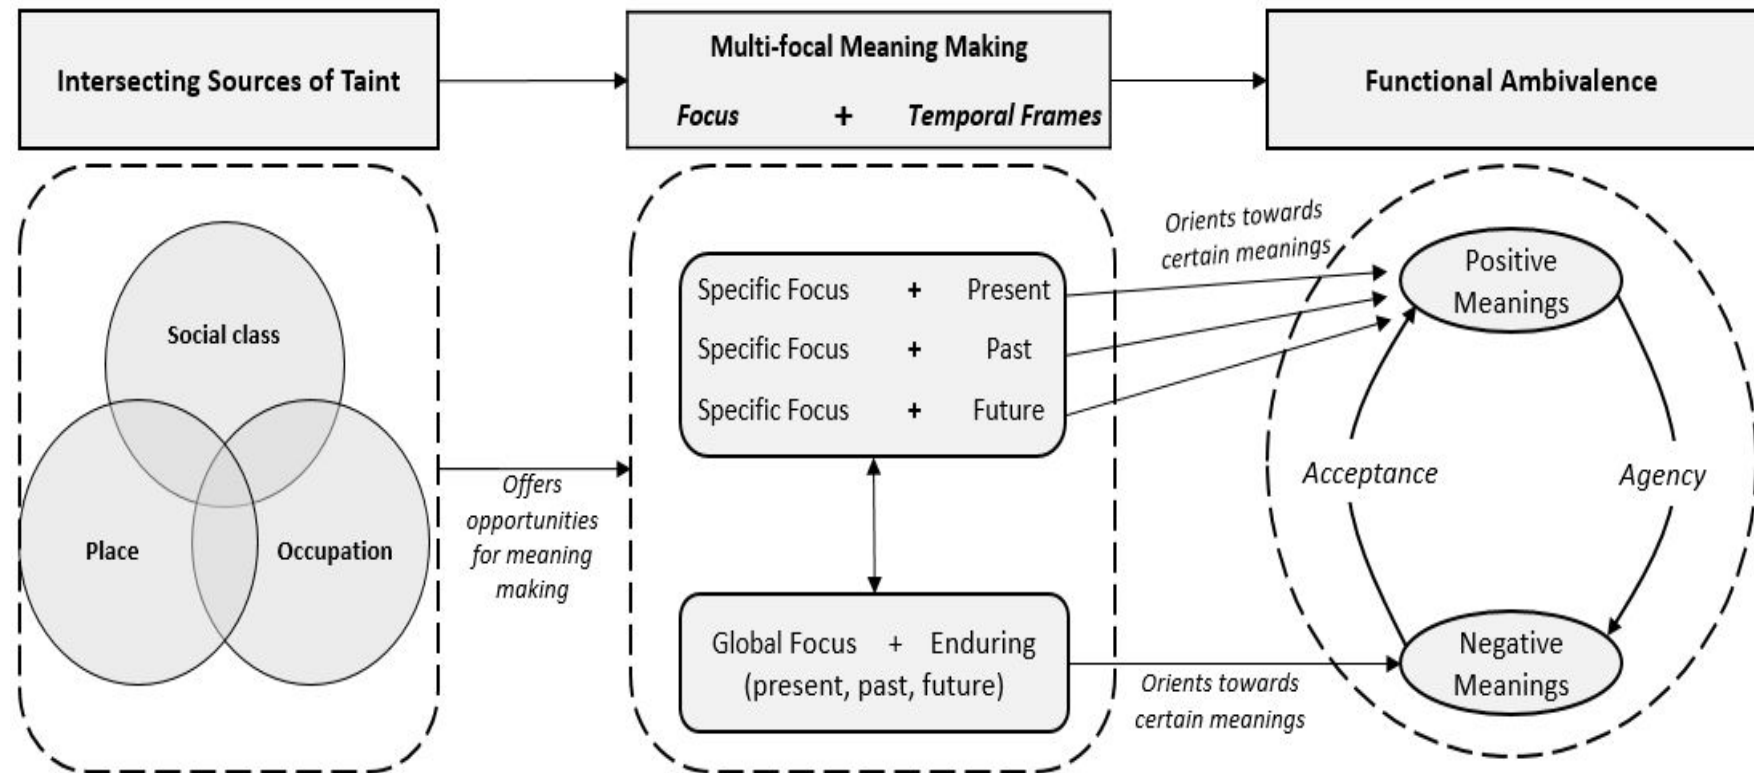 Intersecting Sources of Taint
Multi-focal Meaning Making
Focus + Temporal Frames
Functional Ambivalence
Social class
Place
Occupation
Offers
opportunities
for meaning
making
Specific Focus + Present
Specific Focus + Past
Specific Focus + Future
Global Focus + Enduring
(present, past, future)
Orients towards
certain meanings
Orients towards
certain meanings
Positive
Meanings
Acceptance
Agency
Negative
Meanings